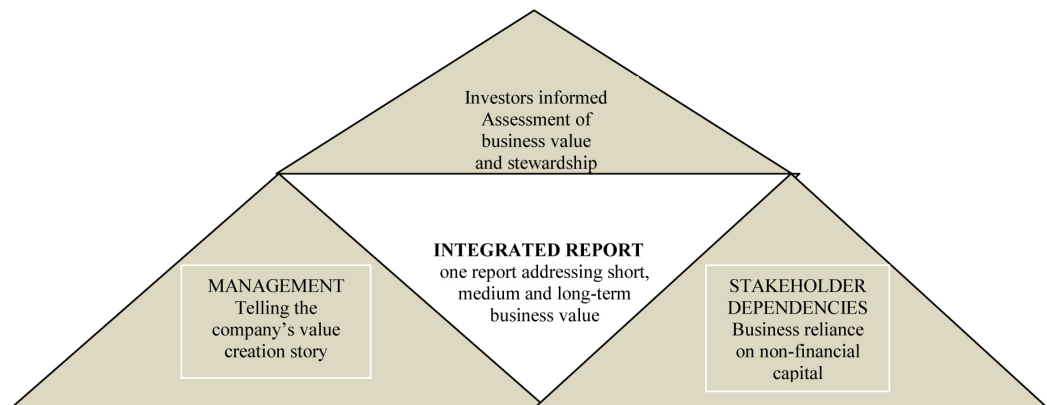 Investors informed
Assessment of
business value
and stewardship
INTEGRATED REPORT
one report addressing short,
medium and long-term
business value
MANAGEMENT
Telling the
company’s value
creation story
STAKEHOLDER
DEPENDENCIES
Business reliance
on non-financial
capital